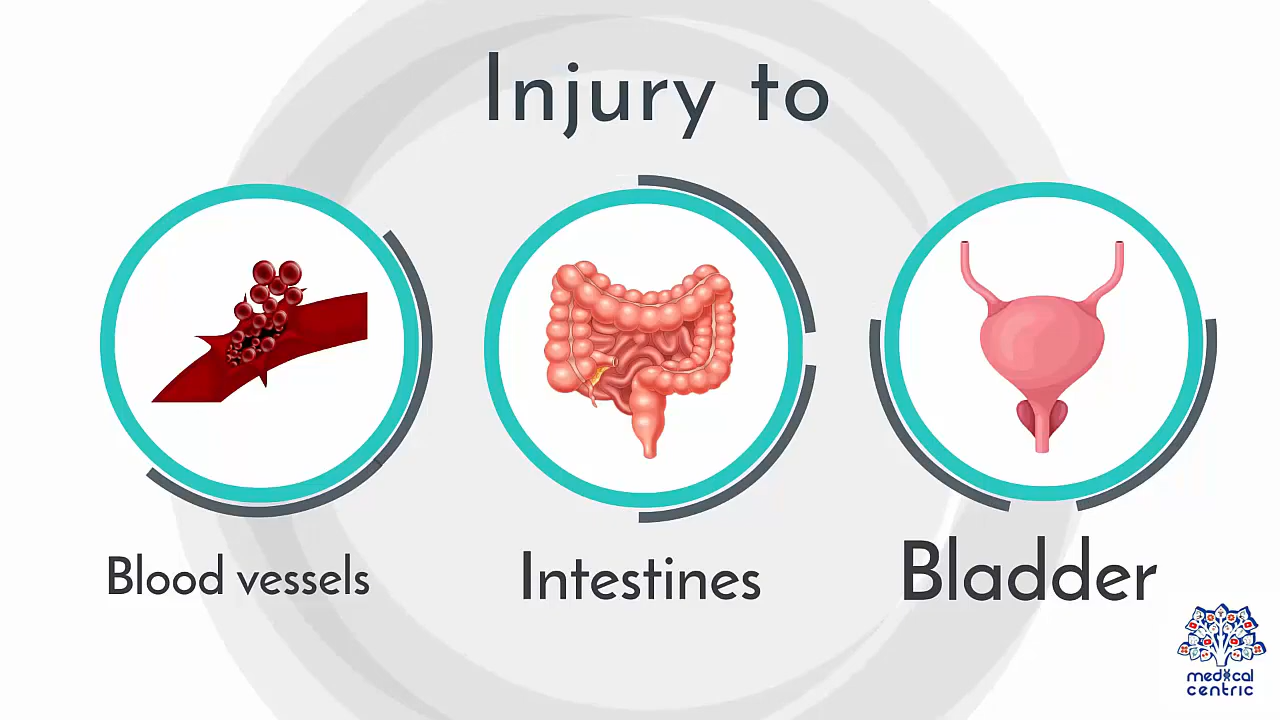 Injury to
Blood vessels
Intestines
Bladder
medical
centric